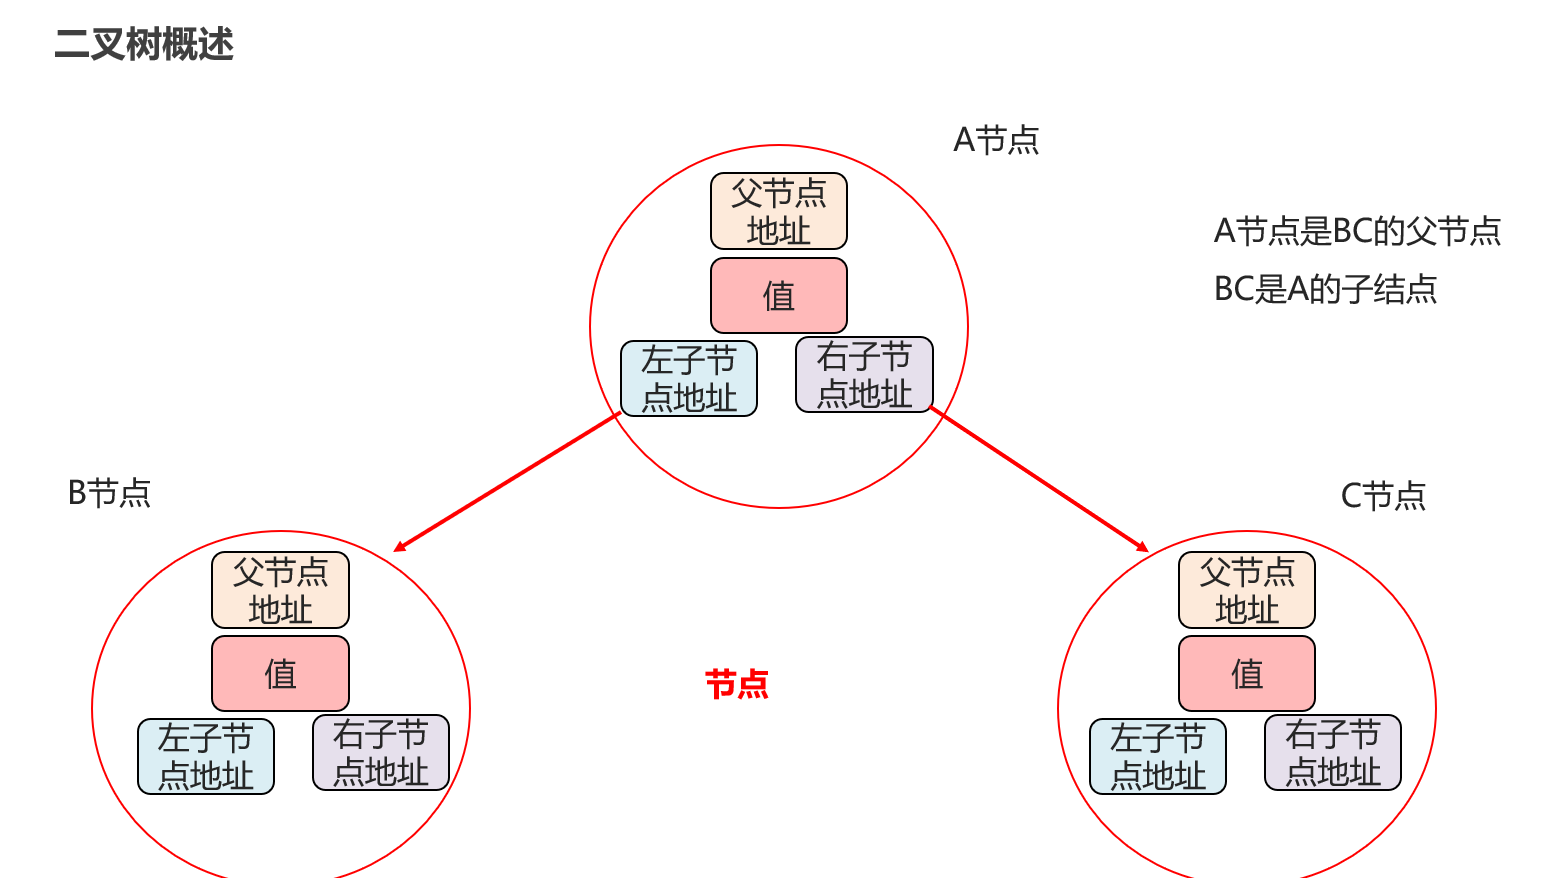 二叉树概述
A节点
父节点
地址
值
左子节
点地址
右子节
点地址
A节点是BC的父节点
BC是A的子结点
B节点
父节点
地址
值
左子节
点地址
右子节
点地址
节点
C节点
父节点
地址
值
左子节
点地址
右子节
点地址